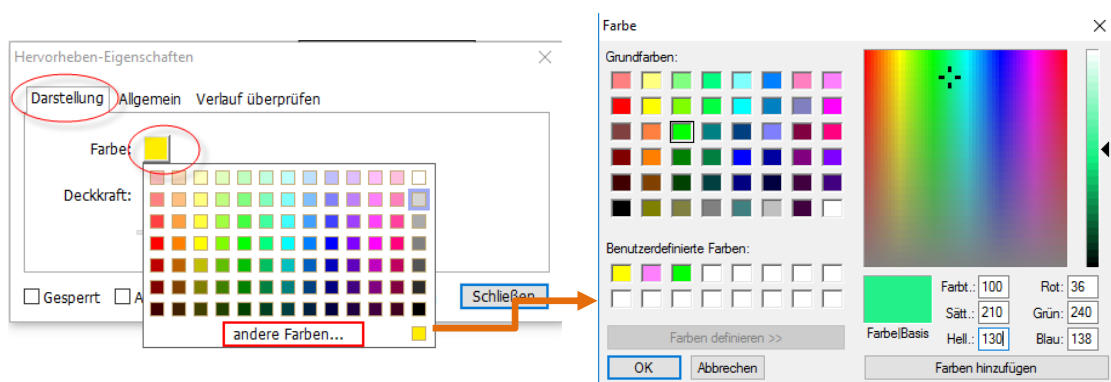 Hervorheben-Eigenschaften
Darstellung Allgemein Verlauf überprüfen
Farbe:
Deckkraft:
Gesperrt A
Schließen
andere Farben...
Farbe
Grundfarben:
Benutzerdefinierte Farben:
Farben definieren >>
OK Abbrechen
Farbe|Basis
Farbt.: 100 Rot: 36
Sätt.: 210 Grün: 240
Hell.: 130 Blau: 138
Farben hinzufügen